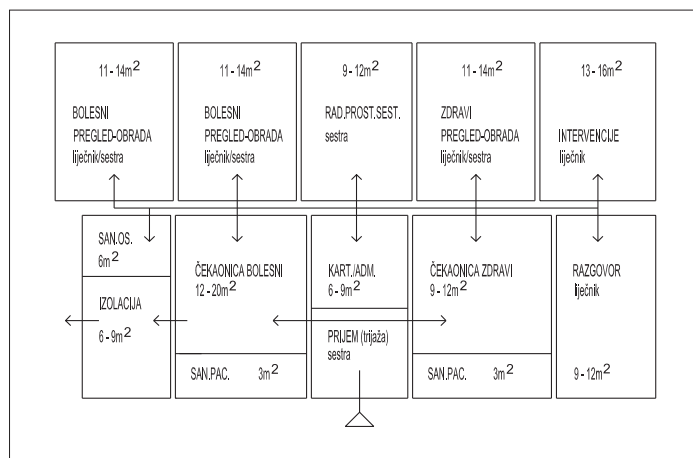 11 - 14m²
BOLESNI
PREGLED-OBRADA
liječnik/sestra
11 - 14m²
BOLESNI
PREGLED-OBRADA
liječnik/sestra
9 - 12m²
RAD.PROST.SEST.
sestra
11 - 14m²
ZDRAVI
PREGLED-OBRADA
liječnik/sestra
13 - 16m²
INTERVENCIJE
liječnik
SAN.OS.
6m²
IZOLACIJA
6 - 9m²
ČEKAONICA BOLESNI
12 - 20m²
SAN.PAC. 3m²
KART./ADM.
6 - 9m²
PRIJEM (trijaža)
sestra
ČEKAONICA ZDRAVI
9 - 12m²
SAN.PAC. 3m²
RAZGOVOR
liječnik
9 - 12m²